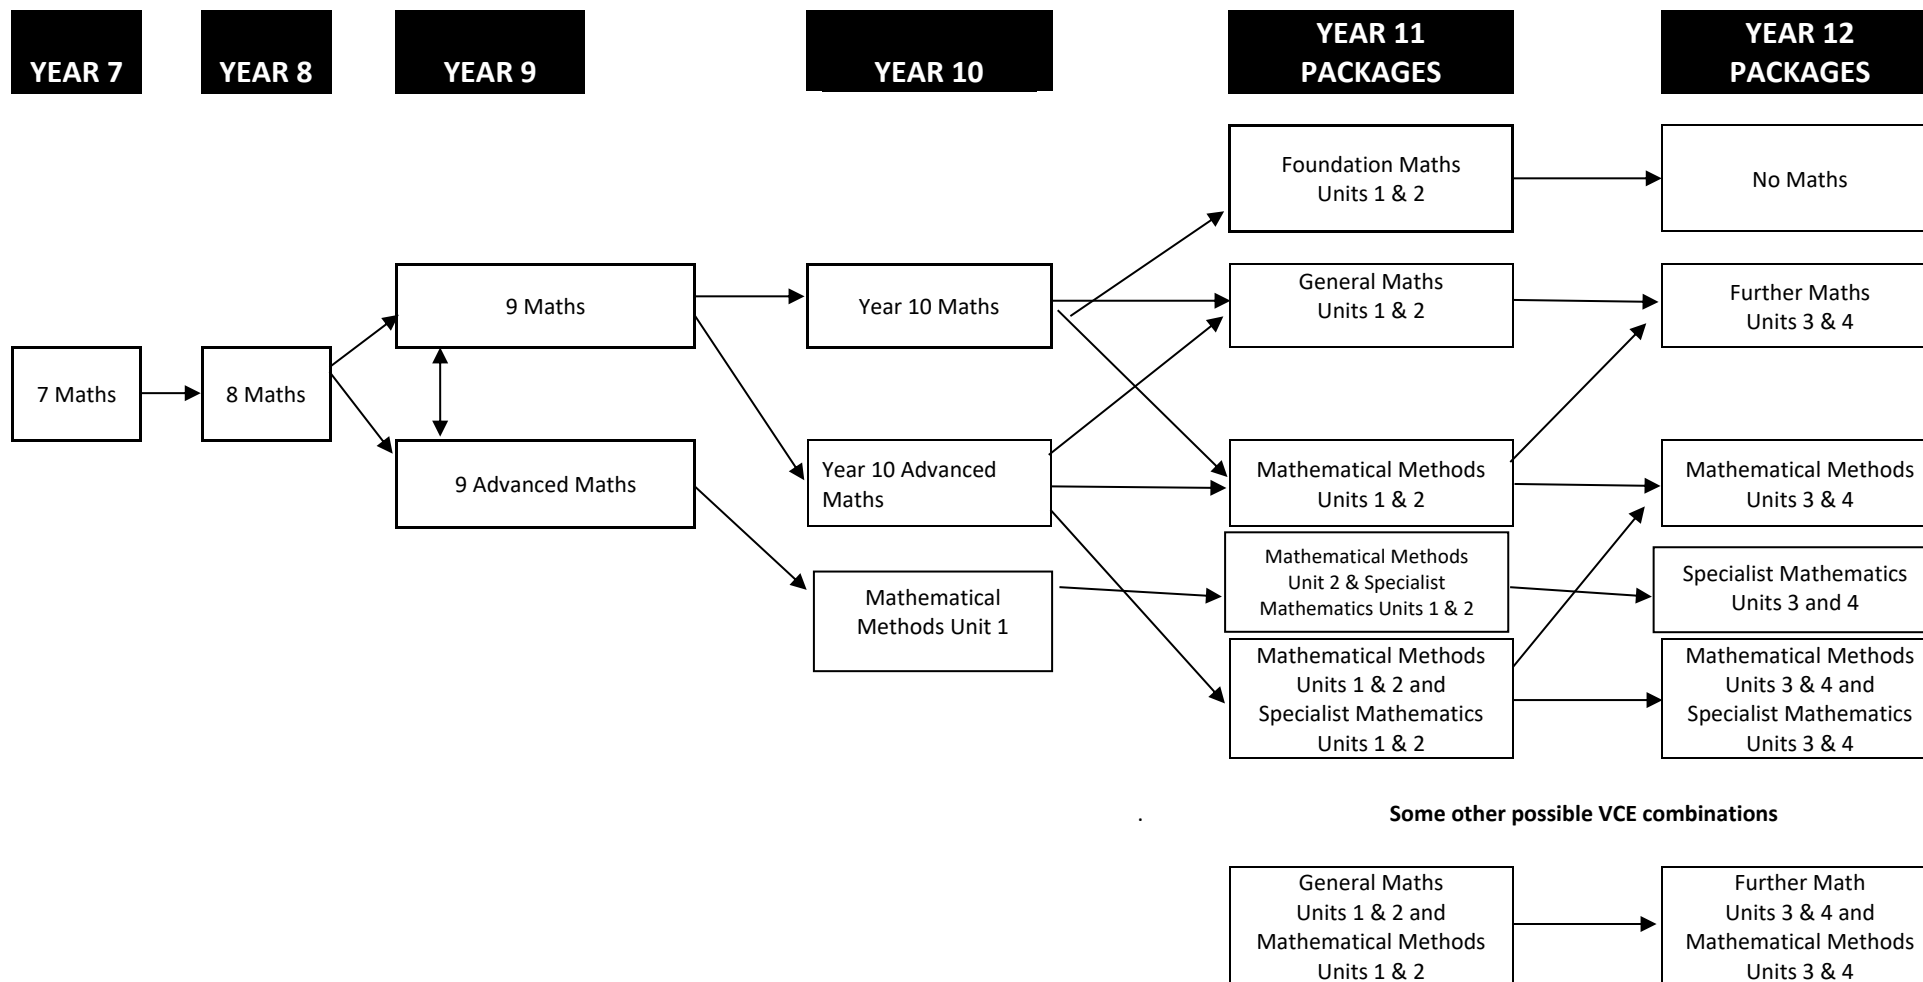 YEAR 7
YEAR 8
YEAR 9
YEAR 10
YEAR 11
PACKAGES
YEAR 12
PACKAGES
7 Maths
8 Maths
9 Maths
9 Advanced Maths
Year 10 Maths
Year 10 Advanced
Maths
Mathematical
Methods Unit 1
Foundation Maths
Units 1 & 2
General Maths
Units 1 & 2
Mathematical Methods
Units 1 & 2
Mathematical Methods
Unit 2 & Specialist
Mathematics Units 1 & 2
Mathematical Methods
Units 1 & 2 and
Specialist Mathematics
Units 1 & 2
No Maths
Further Maths
Units 3 & 4
Mathematical Methods
Units 3 & 4
Specialist Mathematics
Units 3 and 4
Mathematical Methods
Units 3 & 4 and
Specialist Mathematics
Units 3 & 4
.
Some other possible VCE combinations
General Maths
Units 1 & 2 and
Mathematical Methods
Units 1 & 2
Further Math
Units 3 & 4 and
Mathematical Methods
Units 3 & 4